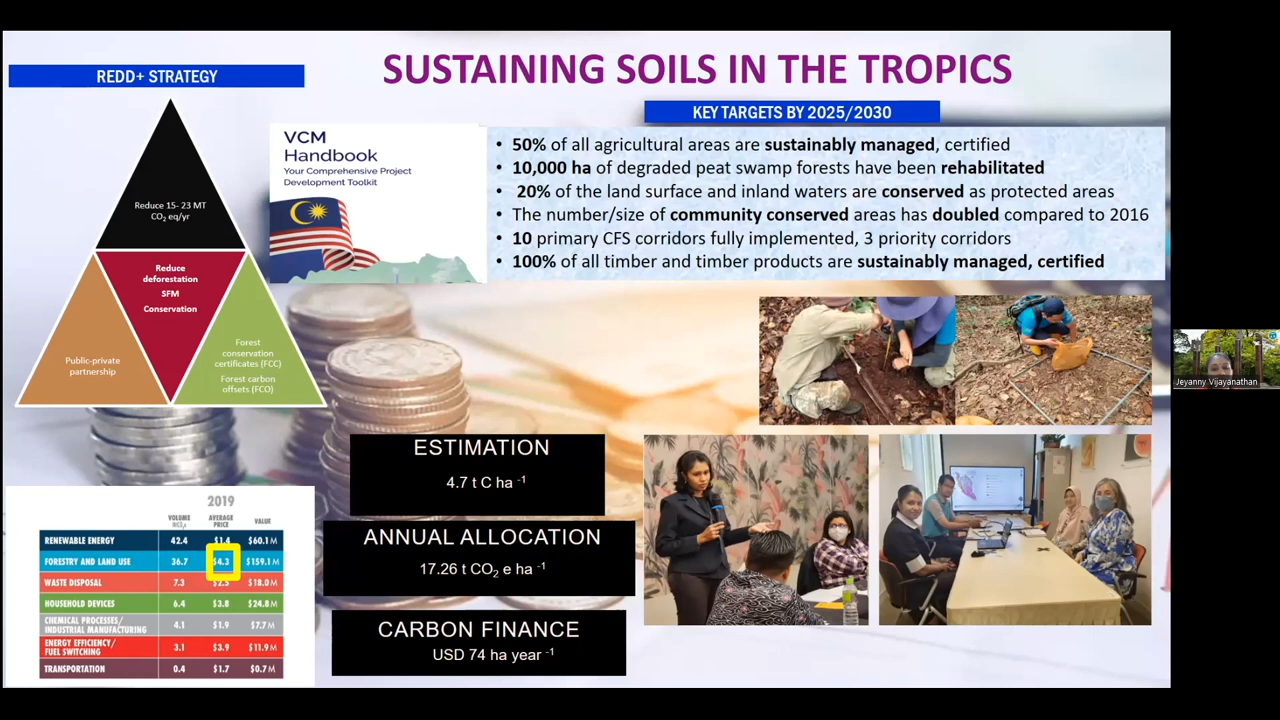 REDD+ STRATEGY
SUSTAINING SOILS IN THE TROPICS
KEY TARGETS BY 2025/2030
VCM
Handbook
Your Comprehensive Project
Development Toolkit
• 50% of all agricultural areas are sustainably managed, certified
• 10,000 ha of degraded peat swamp forests have been rehabilitated
• 20% of the land surface and inland waters are conserved as protected areas
• The number/size of community conserved areas has doubled compared to 2016
• 10 primary CFS corridors fully implemented, 3 priority corridors
• 100% of all timber and timber products are sustainably managed, certified
Reduce 15- 23 MT
CO₂ eq/yr
Reduce
deforestation
SFM
Conservation
Public-private
partnership
Forest
conservation
certificates (FCC)
Forest carbon
offsets (FCO)
Jeyanny Vijayanathan
ESTIMATION
4.7 t C ha ⁻¹
ANNUAL ALLOCATION
17.26 t CO₂ e ha ⁻¹
CARBON FINANCE
USD 74 ha year ⁻¹
2019
VOLUME AVERAGE PRICE VALUE
RENEWABLE ENERGY 42.4 $1.4 $60.1 M
FORESTRY AND LAND USE 36.7 $4.3 $159.1 M
WASTE DISPOSAL 7.3 $2.5 $18.0 M
HOUSEHOLD DEVICES 6.4 $3.8 $24.8 M
CHEMICAL PROCESSES/
INDUSTRIAL MANUFACTURING 4.1 $1.9 $7.7 M
ENERGY EFFICIENCY/
FUEL SWITCHING 3.1 $3.9 $11.9 M
TRANSPORTATION 0.4 $1.7 $0.7 M